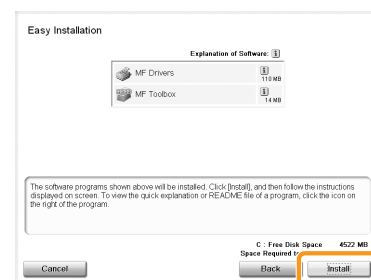 Easy Installation
Explanation of Software: i
MF Drivers
i
110 MB
MF Toolbox
i
14 MB
The software programs shown above will be installed. Click [Install], and then follow the instructions
displayed on screen. To view the quick explanation or README file of a program, click the icon on
the right of the program.
C : Free Disk Space 4522 MB
Space Required
Cancel
Back
Install